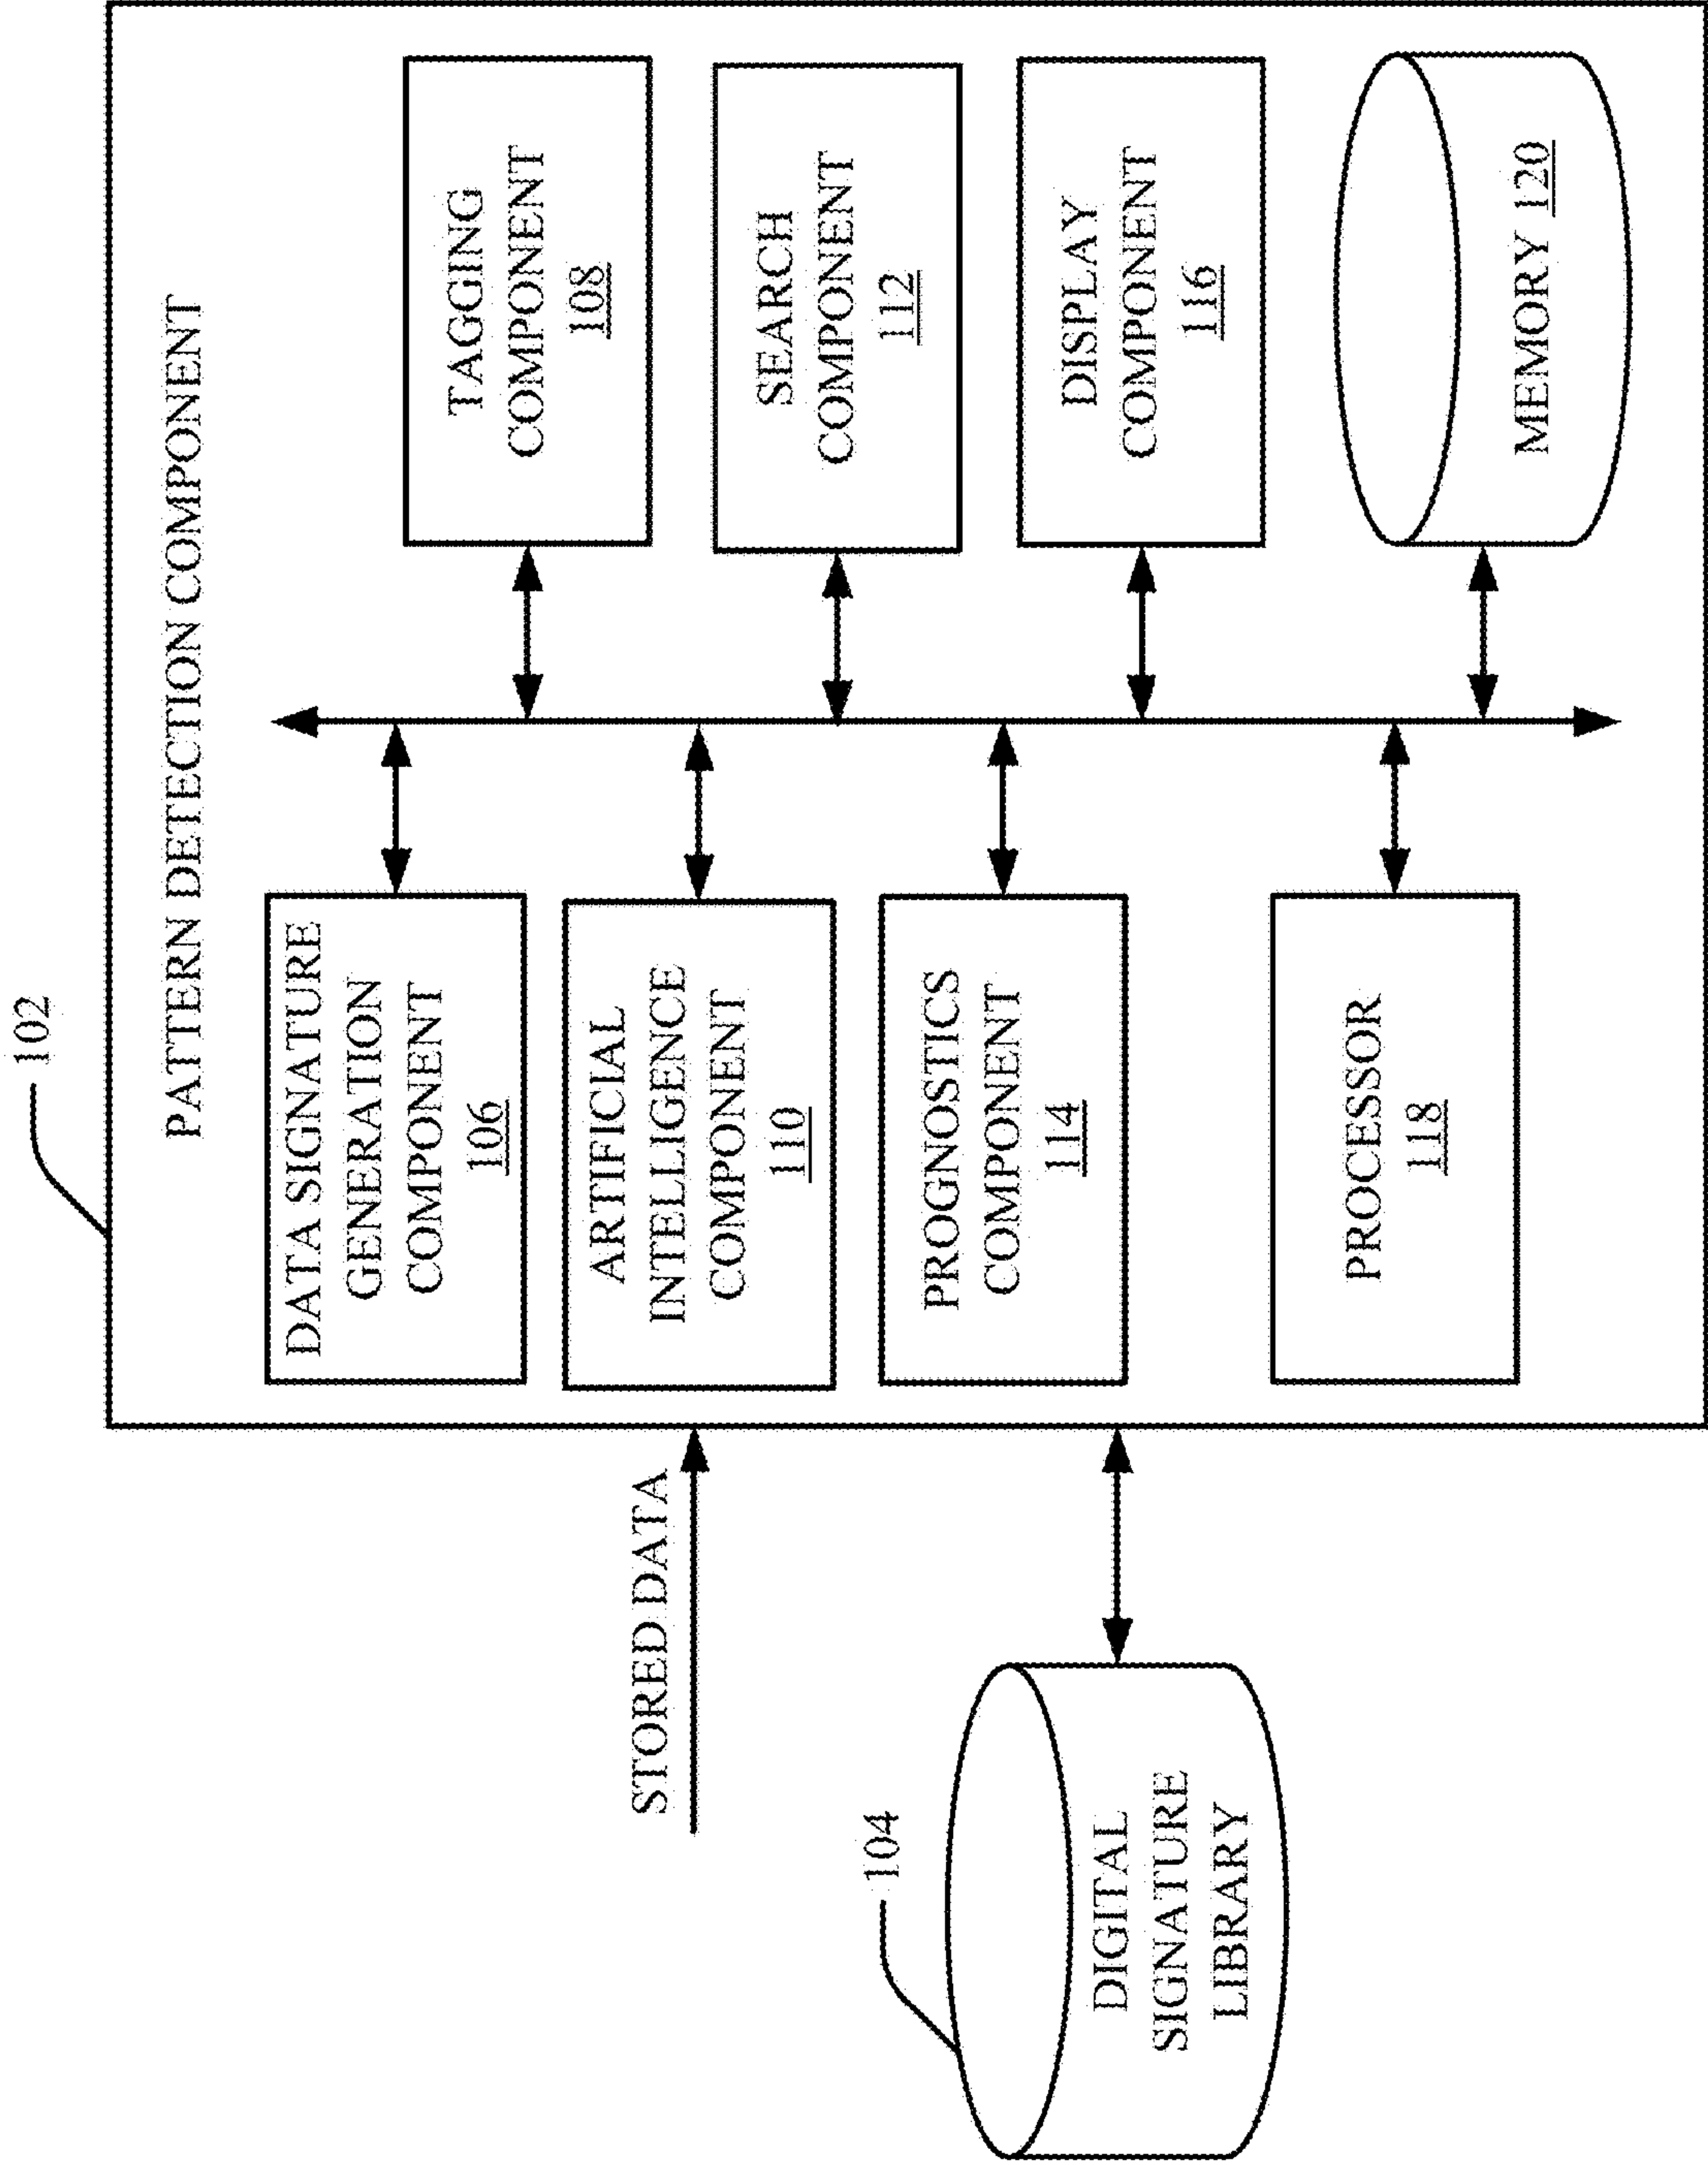 102
PATTERN DETECTION COMPONENT
STORED DATA
104
DIGITAL
SIGNATURE
LIBRARY
DATA SIGNATURE
GENERATION
COMPONENT
106
TAGGING
COMPONENT
108
ARTIFICIAL
INTELLIGENCE
COMPONENT
110
SEARCH
COMPONENT
112
PROGNOSTICS
COMPONENT
114
DISPLAY
COMPONENT
116
PROCESSOR
118
MEMORY 120